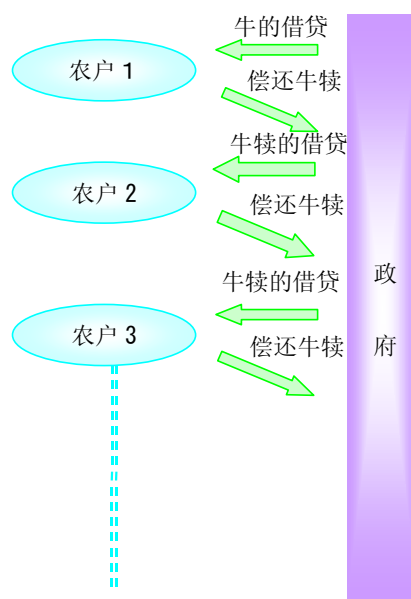 牛的借贷
农户 1
偿还牛犊
牛犊的借贷
农户 2
偿还牛犊
政
牛犊的借贷
农户 3
偿还牛犊
府